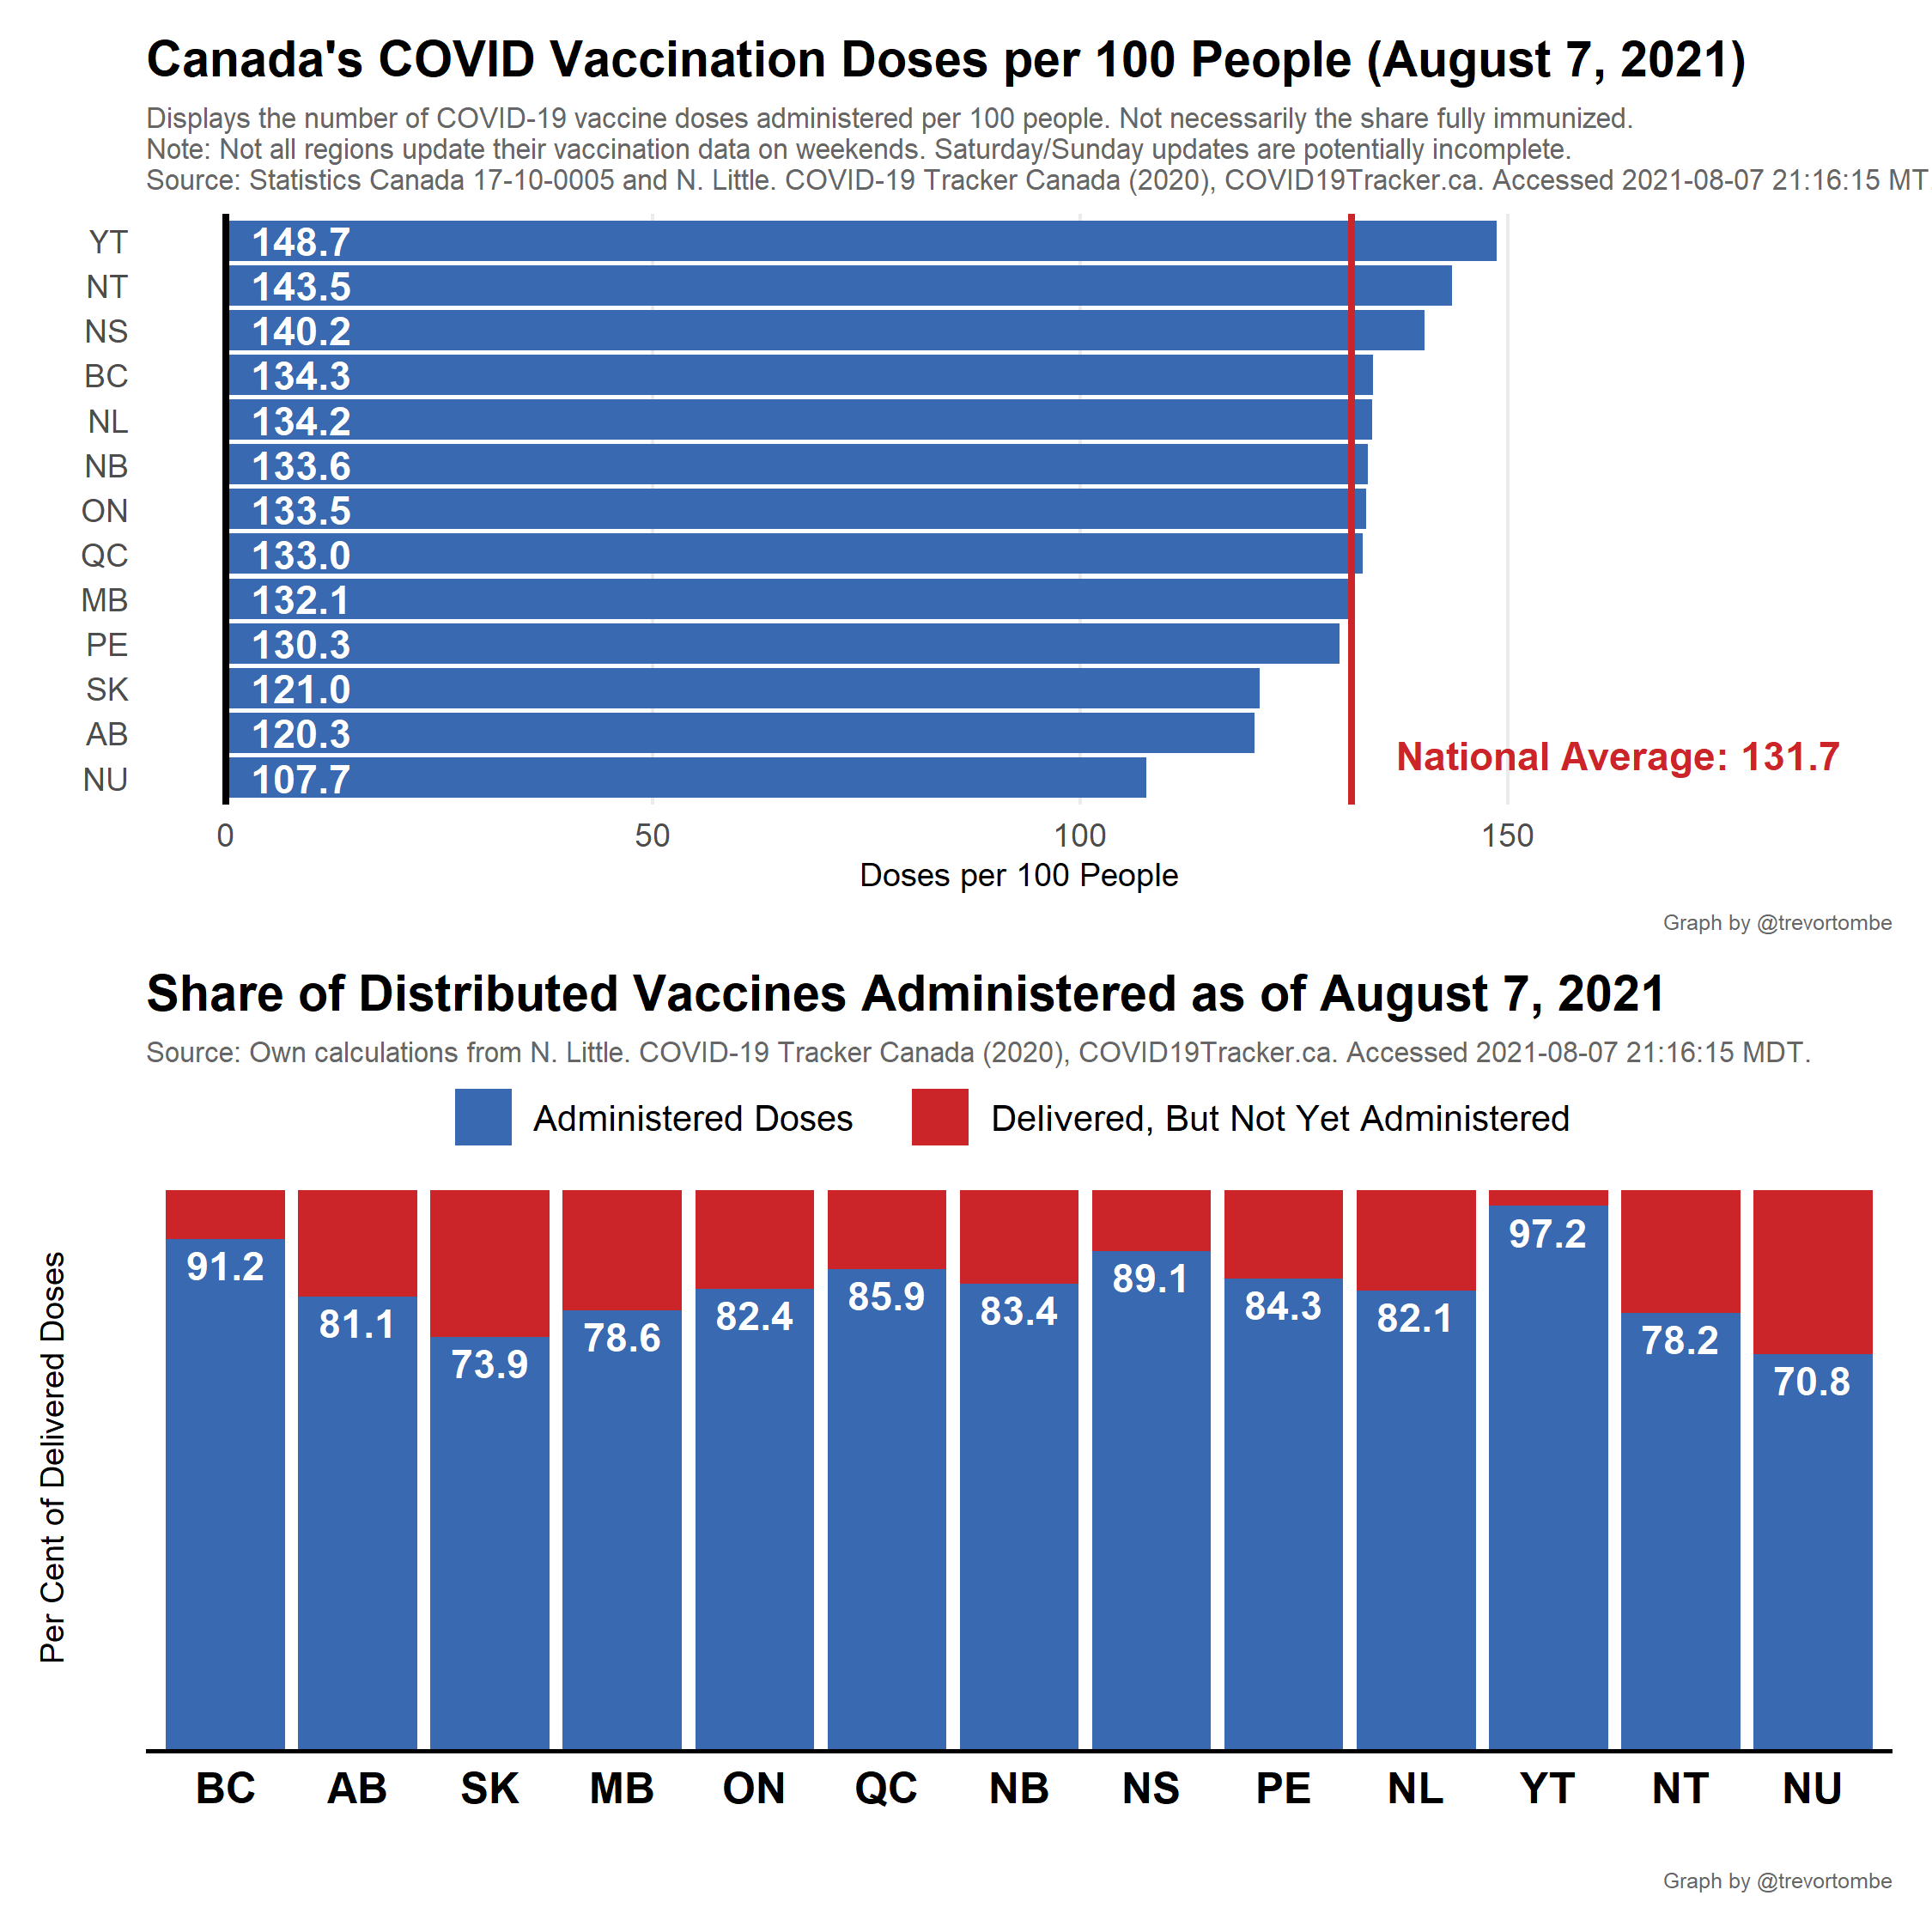 Canada's COVID Vaccination Doses per 100 People (August 7, 2021)
Displays the number of COVID-19 vaccine doses administered per 100 people. Not necessarily the share fully immunized.
Note: Not all regions update their vaccination data on weekends. Saturday/Sunday updates are potentially incomplete.
Source: Statistics Canada 17-10-0005 and N. Little. COVID-19 Tracker Canada (2020), COVID19Tracker.ca. Accessed 2021-08-07 21:16:15 MT
YT 148.7
NT 143.5
NS 140.2
BC 134.3
NL 134.2
NB 133.6
ON 133.5
QC 133.0
MB 132.1
PE 130.3
SK 121.0
AB 120.3
National Average: 131.7
NU 107.7
0 50 100 150
Doses per 100 People
Graph by @trevortombe
Share of Distributed Vaccines Administered as of August 7, 2021
Source: Own calculations from N. Little. COVID-19 Tracker Canada (2020), COVID19Tracker.ca. Accessed 2021-08-07 21:16:15 MDT.
Administered Doses Delivered, But Not Yet Administered
Per Cent of Delivered Doses
91.2 81.1 73.9 78.6 82.4 85.9 83.4 89.1 84.3 82.1 97.2 78.2 70.8
BC AB SK MB ON QC NB NS PE NL YT NT NU
Graph by @trevortombe